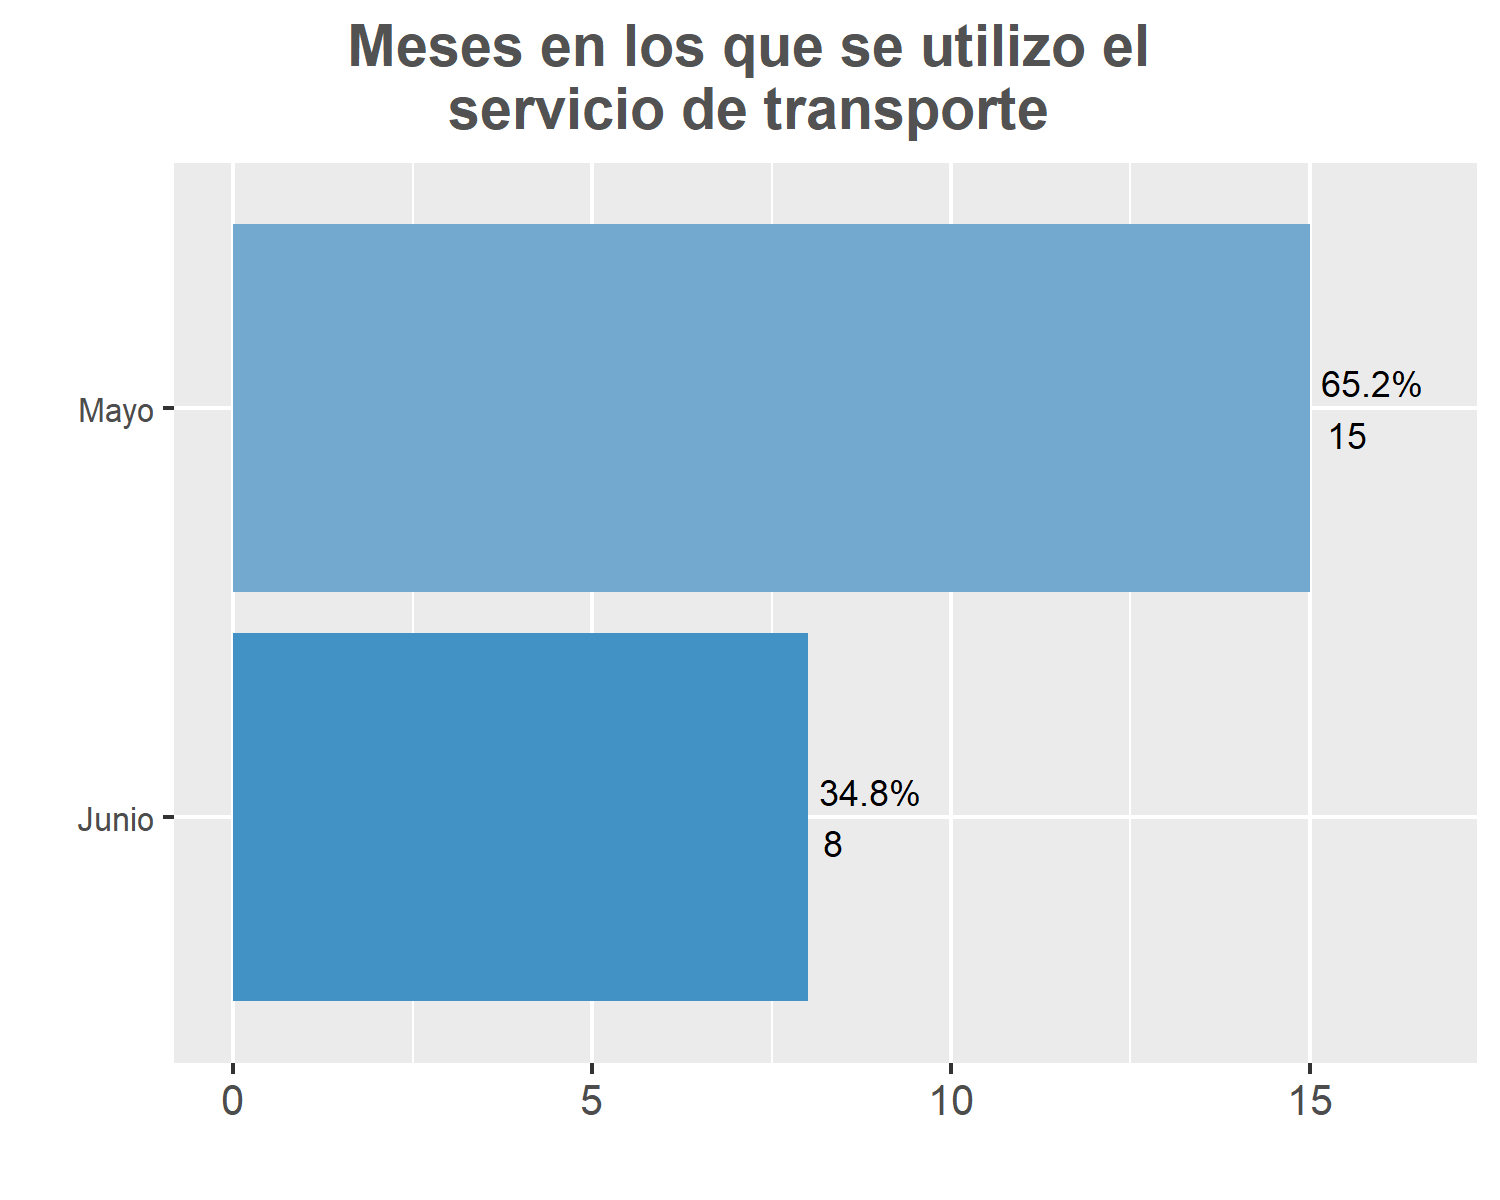 Meses en los que se utilizo el
servicio de transporte
Mayo
65.2%
15
Junio
34.8%
8
0 5 10 15